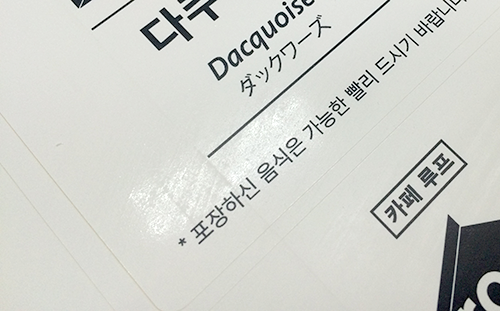 다쿠
Dacquoise
ダックワーズ
* 포장하신 음식은 가능한 빨리 드시기 바랍니다
카페 루프
ro